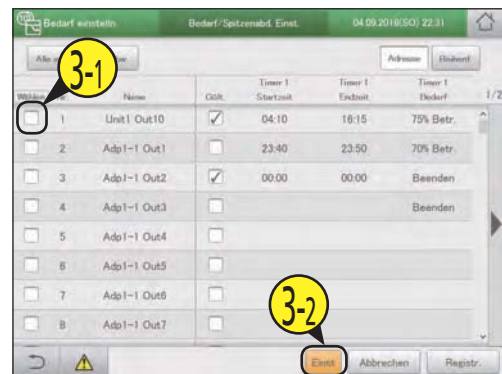 Bedarf einstelln Bedarf/Spitzenabd. Einst. 04.09.2018(SO) 22:31
3-1
Adresse
Timer 1 Timer 1 Timer 1
Name Gült. Startzeit Endzeit Bedarf 1/2
1 Unit1 Out10 04:10 16:15 75% Betr.
2 Adp1-1 Out1 23:40 23:50 70% Betr.
3 Adp1-1 Out2 00:00 00:00 Beenden
4 Adp1-1 Out3 Beenden
5 Adp1-1 Out4
6 Adp1-1 Out5
7 Adp1-1 Out6
8 Adp1-1 Out7
3-2
Einst Abbrechen Registr.